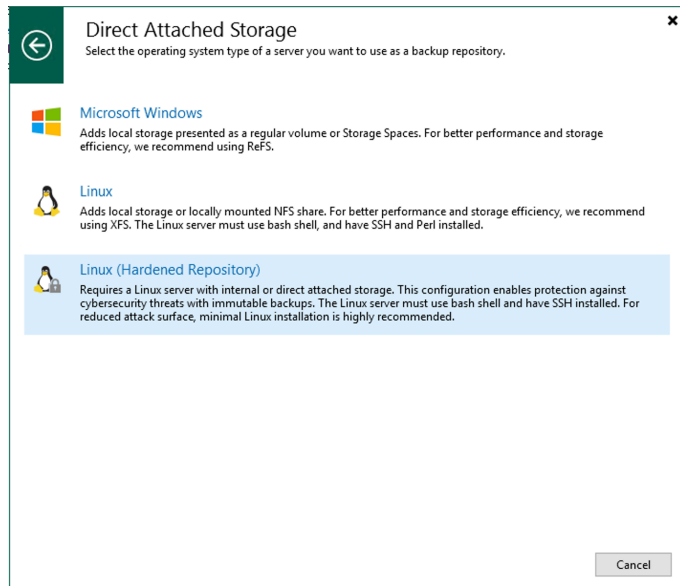 Direct Attached Storage
Select the operating system type of a server you want to use as a backup repository.
Microsoft Windows
Adds local storage presented as a regular volume or Storage Spaces. For better performance and storage
efficiency, we recommend using ReFS.
Linux
Adds local storage or locally mounted NFS share. For better performance and storage efficiency, we recommend
using XFS. The Linux server must use bash shell, and have SSH and Perl installed.
Linux (Hardened Repository)
Requires a Linux server with internal or direct attached storage. This configuration enables protection against
cybersecurity threats with immutable backups. The Linux server must use bash shell and have SSH installed. For
reduced attack surface, minimal Linux installation is highly recommended.
Cancel